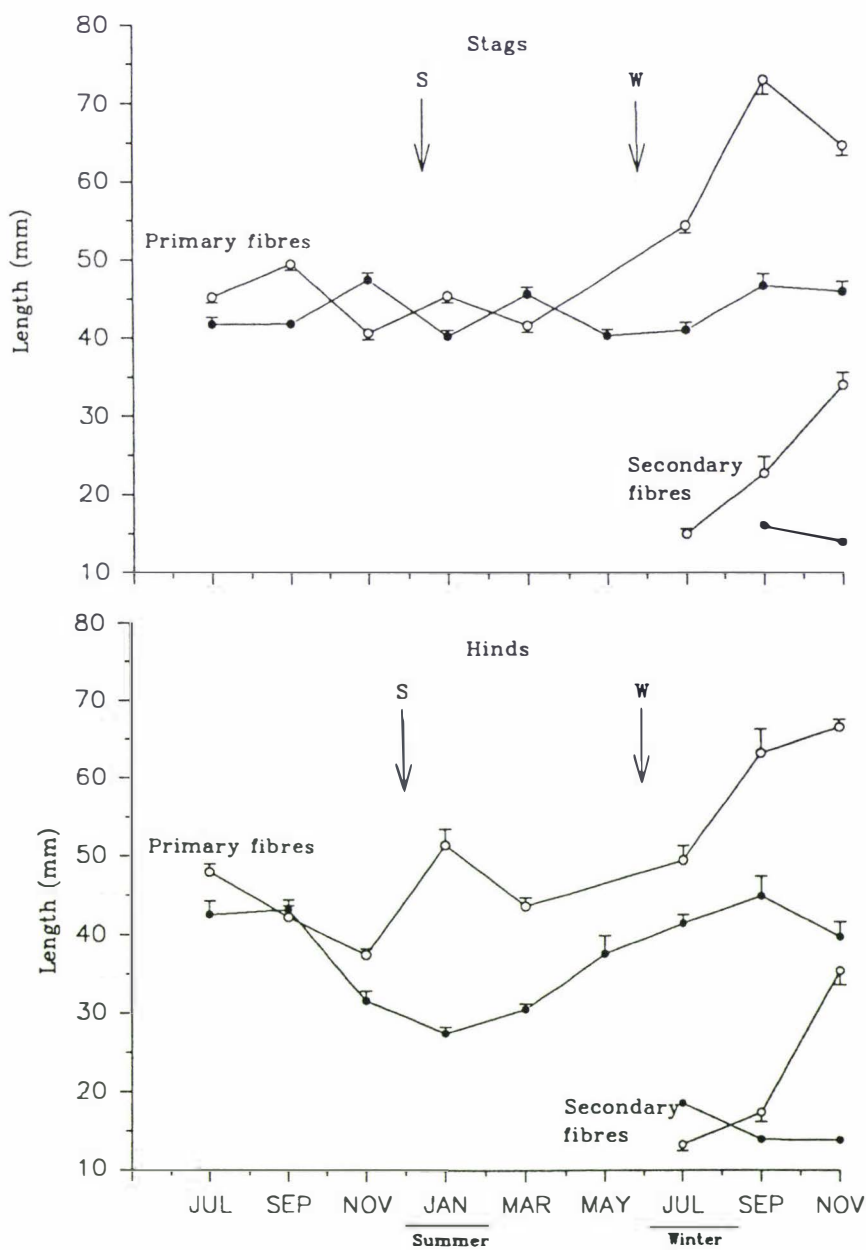 80
Stags
S
W
70
60
Primary fibres
50
Length (mm)
40
30
Secondary
fibres
20
10
80
Hinds
S
W
70
60
Primary fibres
50
Length (mm)
40
30
20
Secondary
fibres
10
JUL SEP NOV JAN MAR MAY JUL SEP NOV
Summer Winter